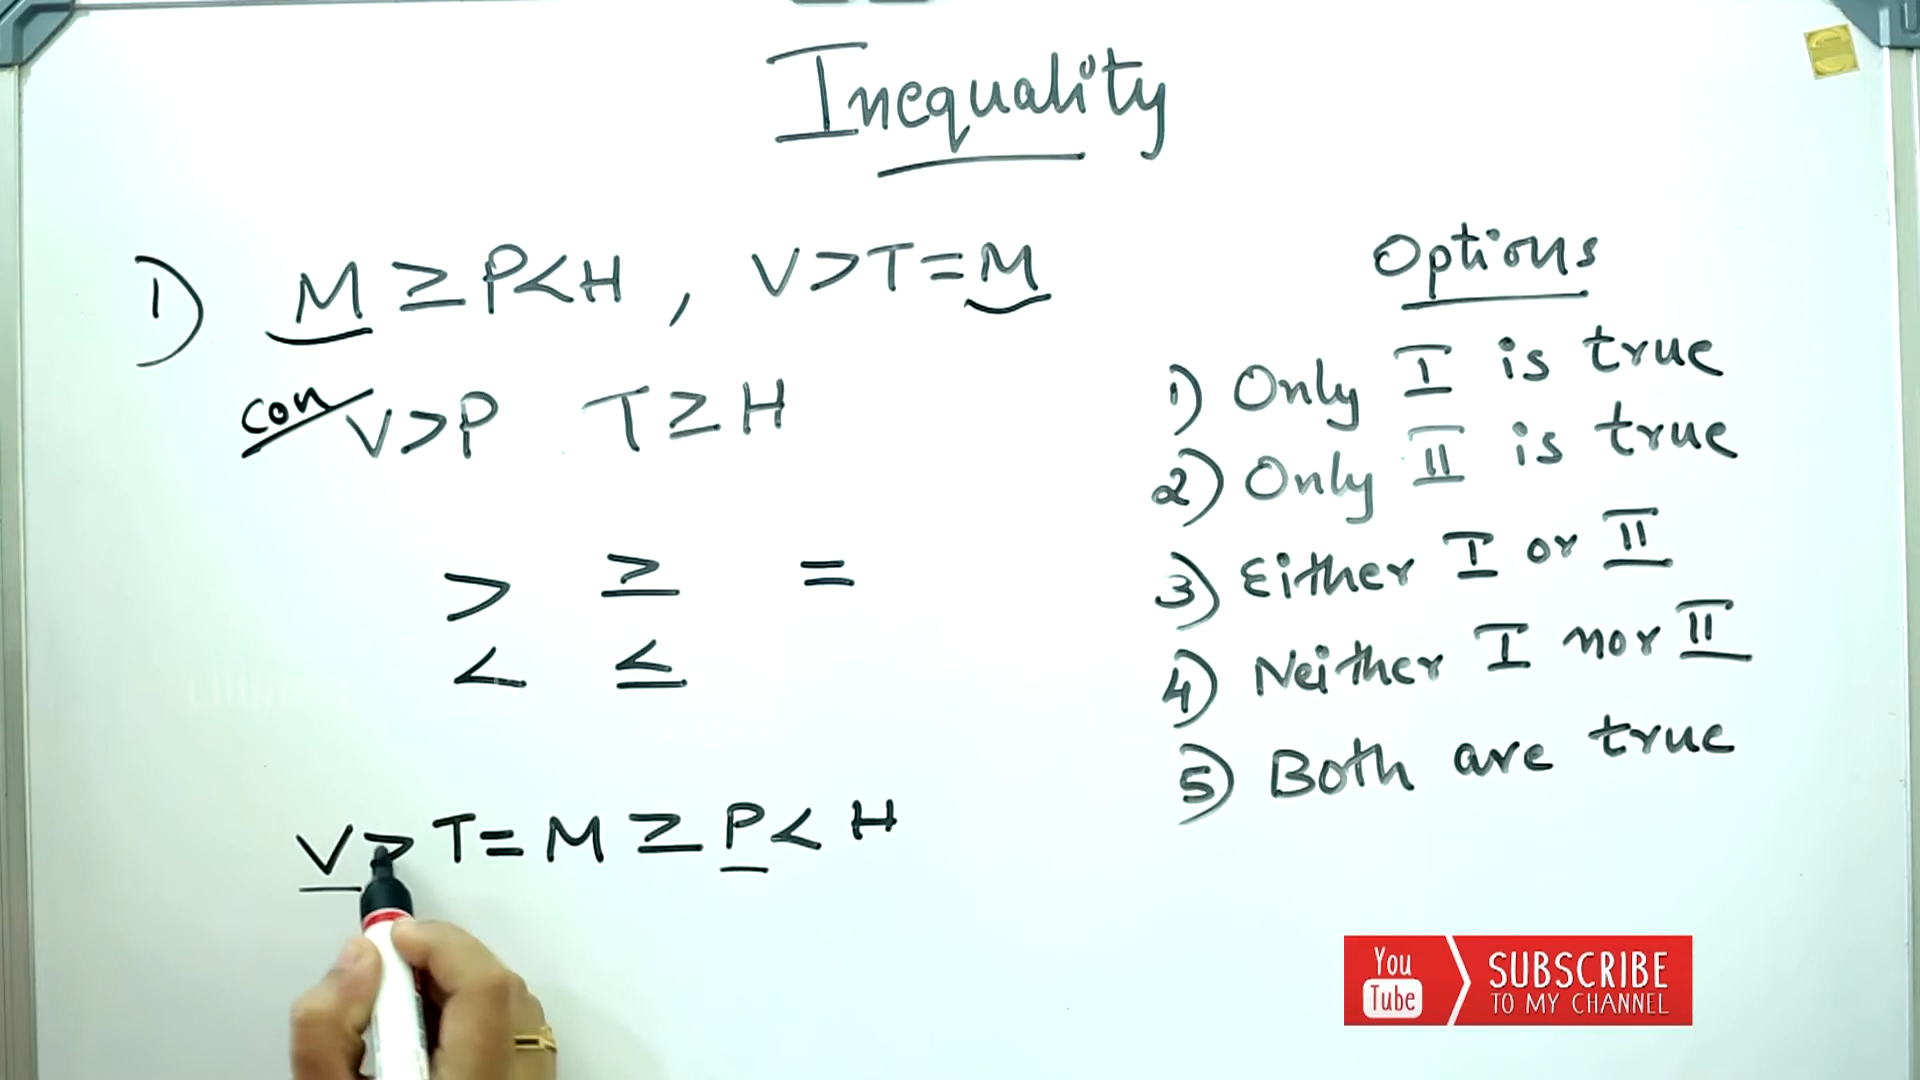 Inequality
1) M ≥ P < H , V > T = M
con V > P T ≥ H
> ≥ =
< ≤
V > T = M ≥ P < H
Options
1) Only I is true
2) Only II is true
3) Either I or II
4) Neither I nor II
5) Both are true
You Tube
SUBSCRIBE
TO MY CHANNEL